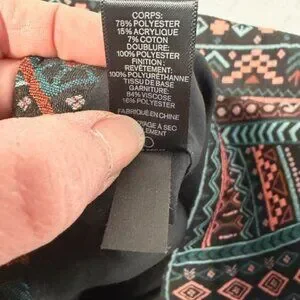 CORPS:
78% POLYESTER
15% ACRYLIQUE
7% COTON
DOUBLURE:
100% POLYESTER
FINITION:
REVÊTEMENT:
100% POLYURÉTHANNE
TISSU DE BASE
GARNITURE:
84% VISCOSE
16% POLYESTER
FABRIQUÉ EN CHINE
À SEC